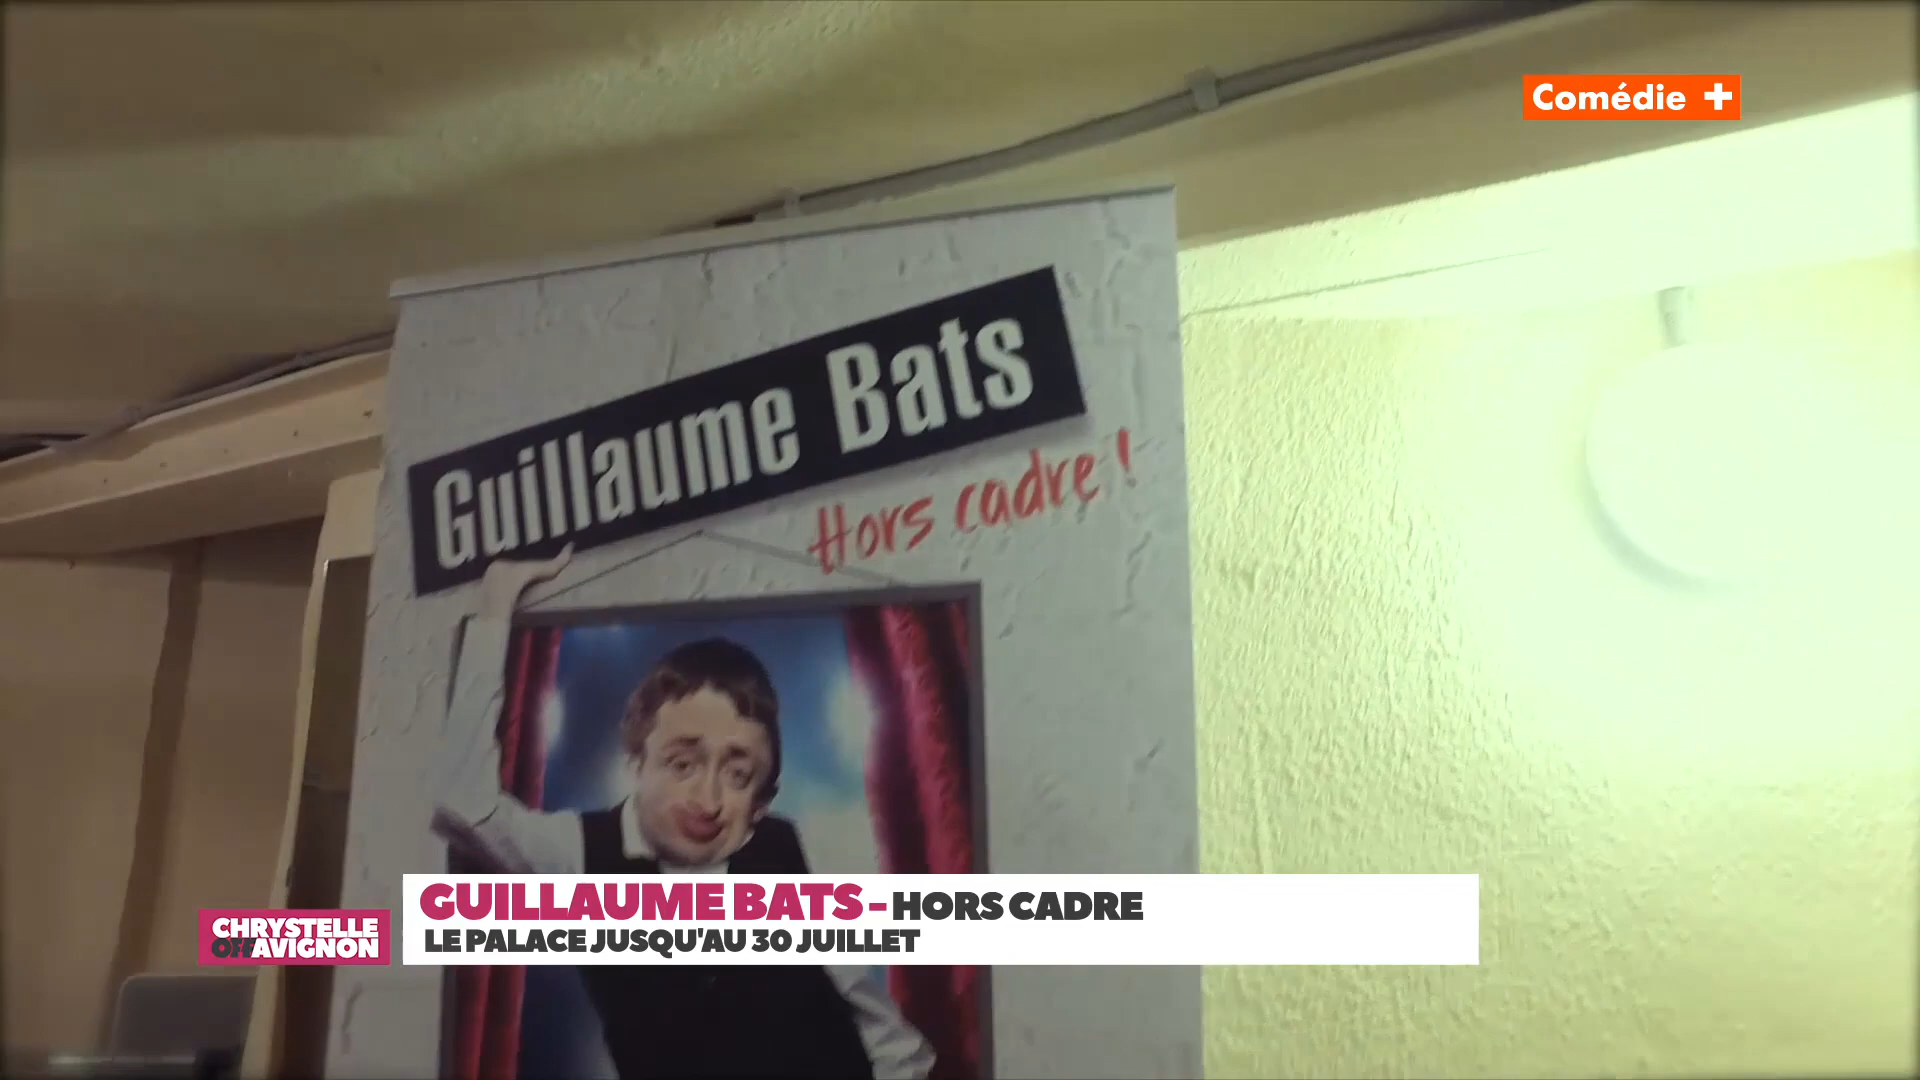 Comédie +
Guillaume Bats
Hors cadre !
GUILLAUME BATS - HORS CADRE
LE PALACE JUSQU'AU 30 JUILLET
CHRYSTELLE
OFF AVIGNON